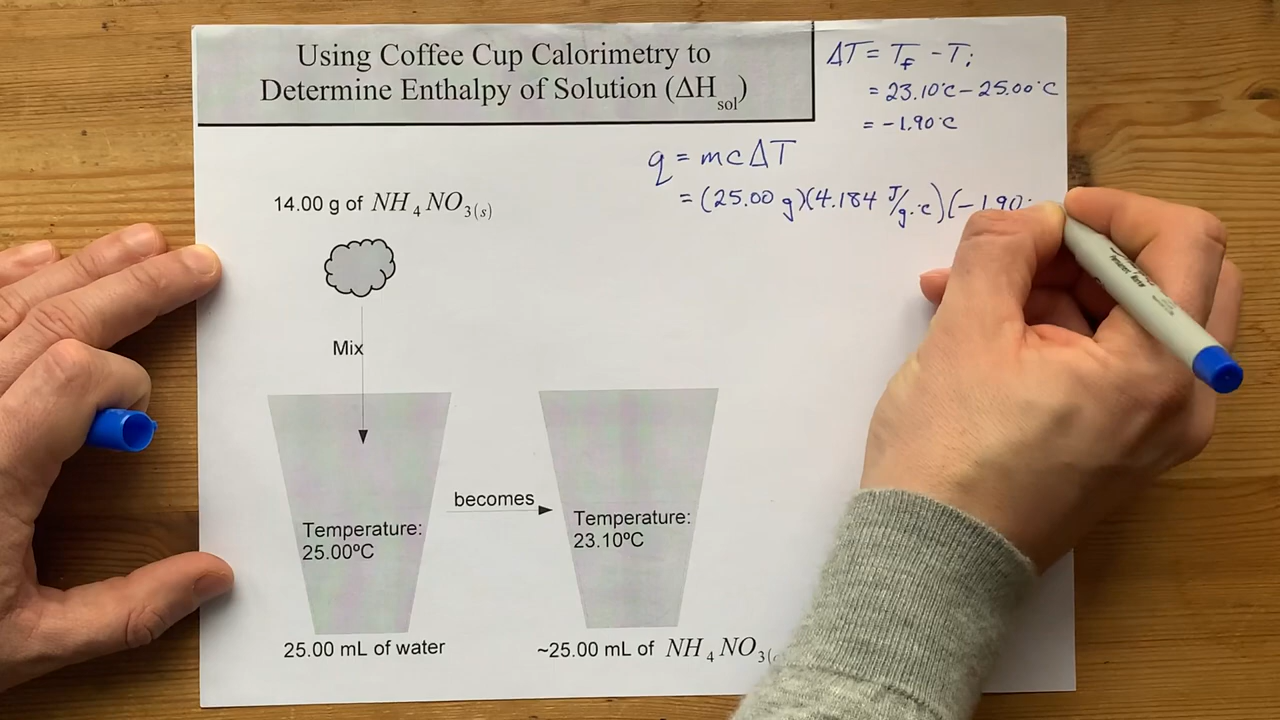 Using Coffee Cup Calorimetry to
Determine Enthalpy of Solution (ΔH sol)
ΔT = Tf - Ti
= 23.10°C - 25.00°C
= -1.90°C
q = mcΔT
= (25.00 g)(4.184 J/g·°C)(-1.90
14.00 g of NH4NO3(s)
Mix
becomes
Temperature:
25.00ºC
Temperature:
23.10ºC
25.00 mL of water
~25.00 mL of NH4NO3(